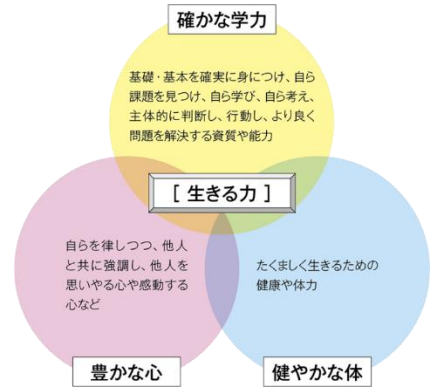 確かな学力
基礎・基本を確実に身につけ、自ら
課題を見つけ、自ら学び、自ら考え、
主体的に判断し、行動し、より良く
問題を解決する資質や能力
[ 生きる力 ]
自らを律しつつ、他人
と共に強調し、他人を
思いやる心や感動する
心など
たくましく生きるための
健康や体力
豊かな心
健やかな体